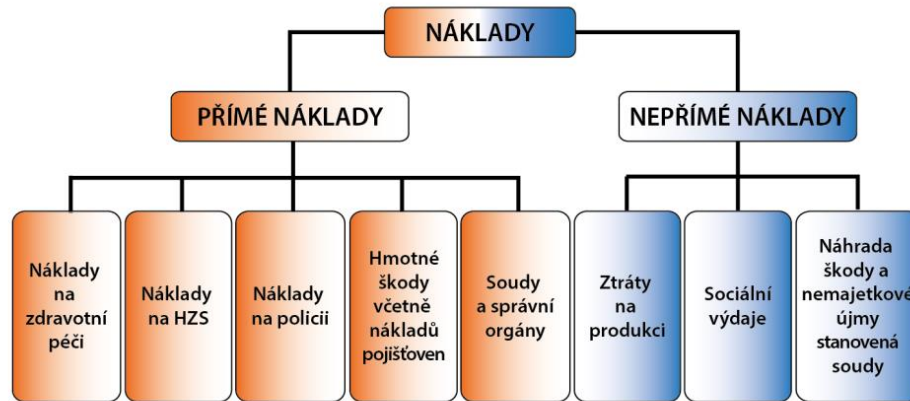 NÁKLADY
PŘÍMÉ NÁKLADY
NEPŘÍMÉ NÁKLADY
Náklady
na
zdravotní
péči
Náklady
na HZS
Náklady
na policii
Hmotné
škody
včetně
nákladů
pojišťoven
Soudy
a správní
orgány
Ztráty
na
produkci
Sociální
výdaje
Náhrada
škody a
nemajetkové
újmy
stanovená
soudy